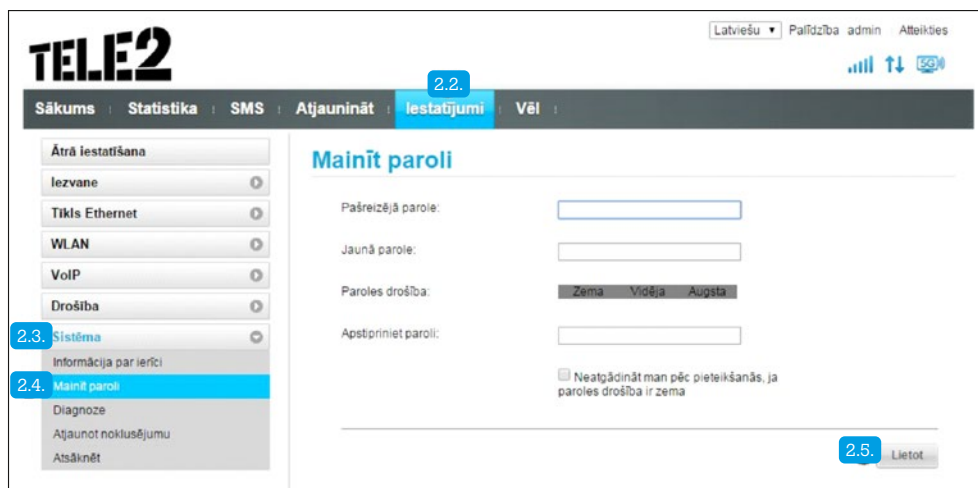 Latviešu Palīdzība admin Atteikties
TELE2
5G
2.2.
Sākums Statistika SMS Atjaunināt Iestatījumi Vēl
Ātrā iestatīšana
Iezvane
Tīkls Ethernet
WLAN
VoIP
Drošība
2.3. Sistēma
Informācija par ierīci
2.4. Mainīt paroli
Diagnoze
Atjaunot noklusējumu
Atsāknēt
Mainīt paroli
Pašreizējā parole:
Jaunā parole:
Paroles drošība: Zema Vidēja Augsta
Apstipriniet paroli:
Neatgādināt man pēc pieteikšanās, ja
paroles drošība ir zema
2.5. Lietot